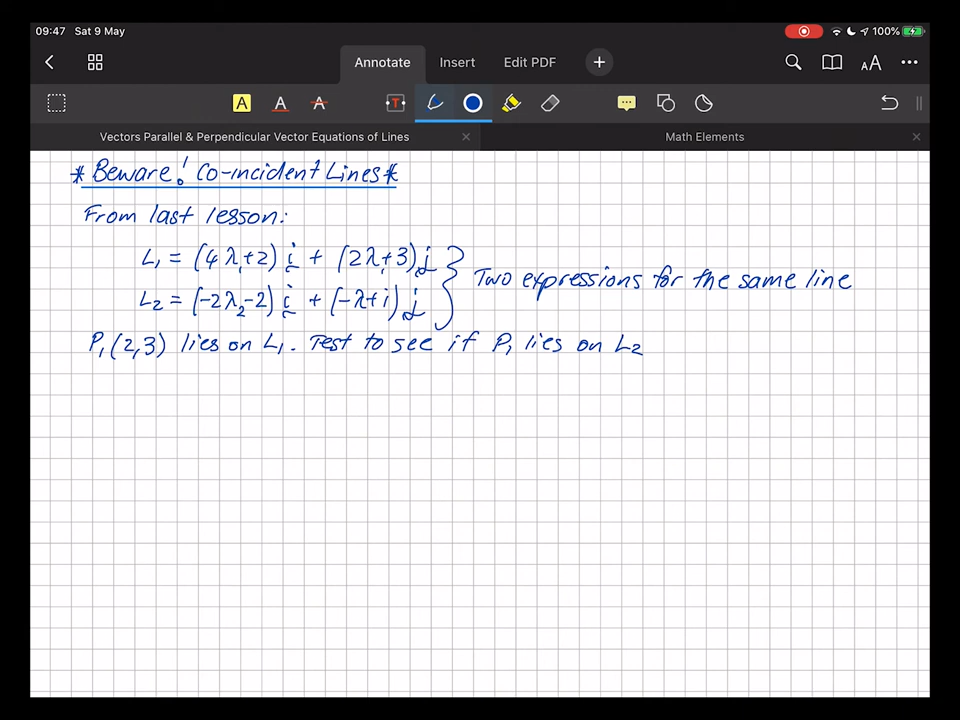 09:47 Sat 9 May 100%
Annotate Insert Edit PDF
Vectors Parallel & Perpendicular Vector Equations of Lines Math Elements
* Beware! Co-incident Lines *
From last lesson:
L₁ = (4λ₁+2) i + (2λ₁+3) j
L₂ = (-2λ₂-2) i + (-λ+i) j
Two expressions for the same line
P₁(2,3) lies on L₁. Test to see if P₁ lies on L₂